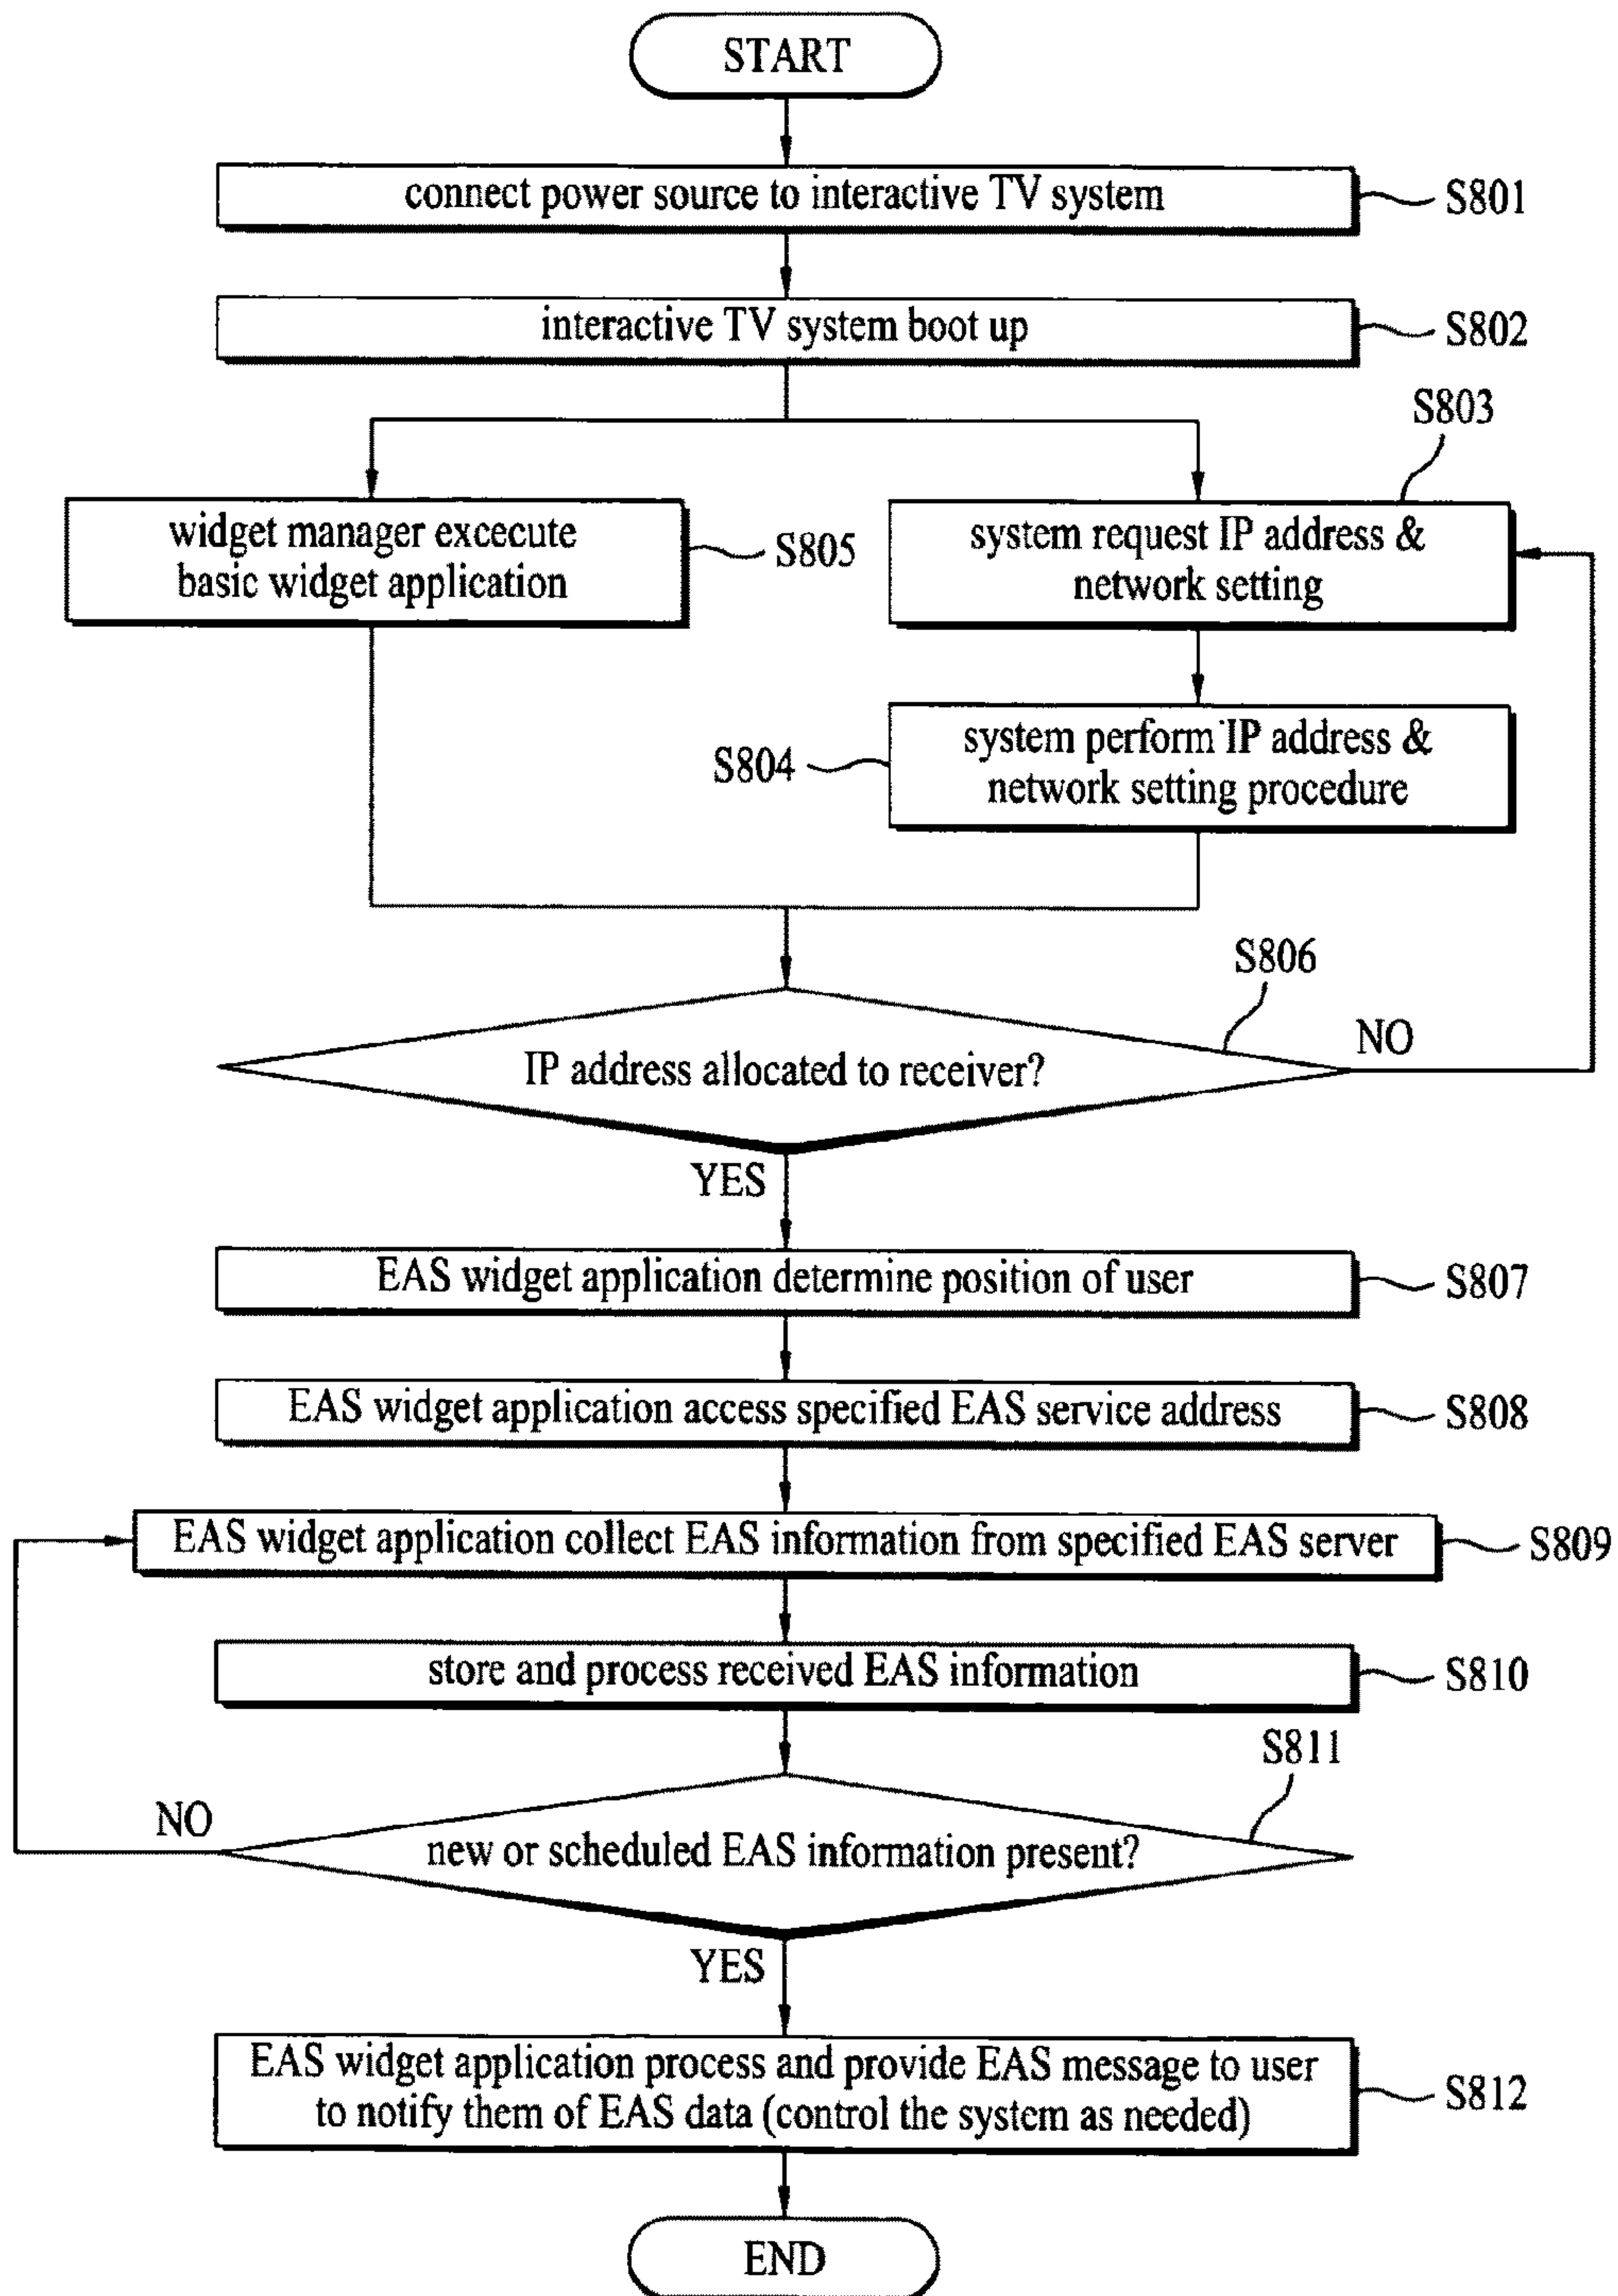 START
connect power source to interactive TV system
S801
interactive TV system boot up
S802
S803
widget manager excecute
basic widget application
S805
system request IP address &
network setting
S804
system perform IP address &
network setting procedure
S806
IP address allocated to receiver?
NO
YES
EAS widget application determine position of user
S807
EAS widget application access specified EAS service address
S808
EAS widget application collect EAS information from specified EAS server
S809
store and process received EAS information
S810
S811
NO
new or scheduled EAS information present?
YES
EAS widget application process and provide EAS message to user
to notify them of EAS data (control the system as needed)
S812
END